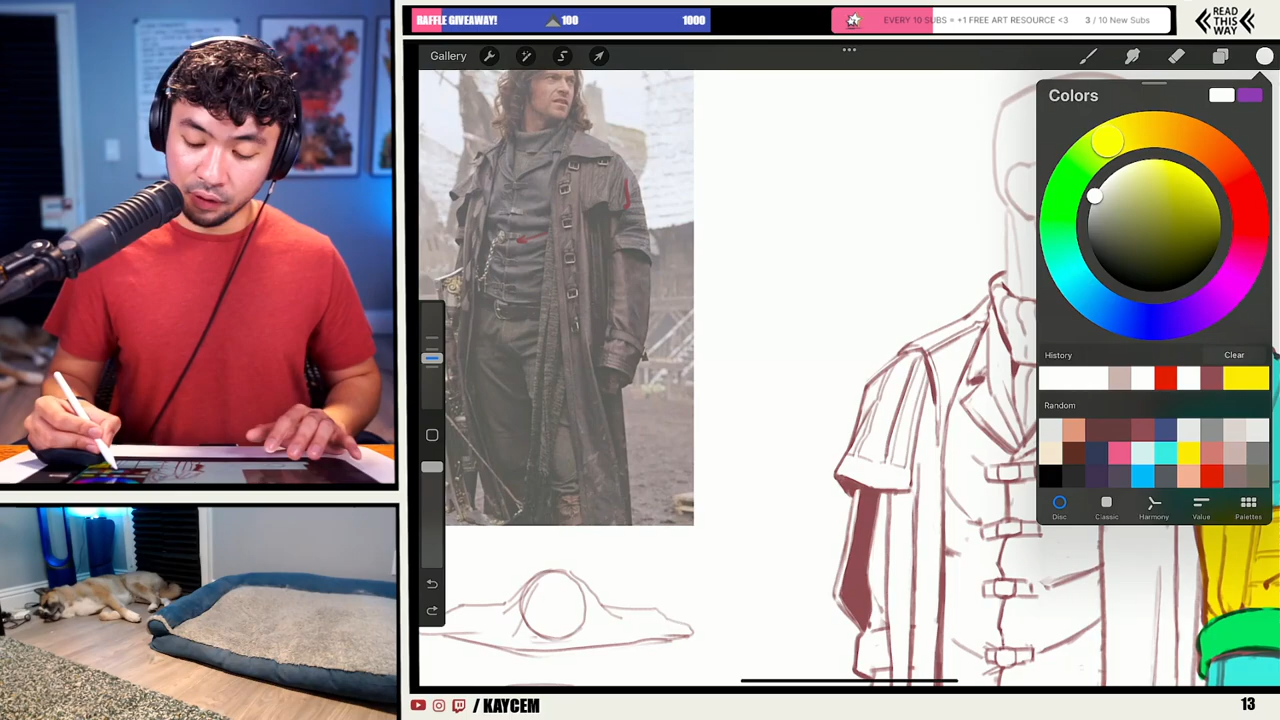 RAFFLE GIVEAWAY!
100
1000
EVERY 10 SUBS = +1 FREE ART RESOURCE <3
3 / 10 New Subs
READ
THIS
WAY
Gallery
Colors
History
Clear
Random
Disc
Classic
Harmony
Value
Palettes
/ KAYCEM
13